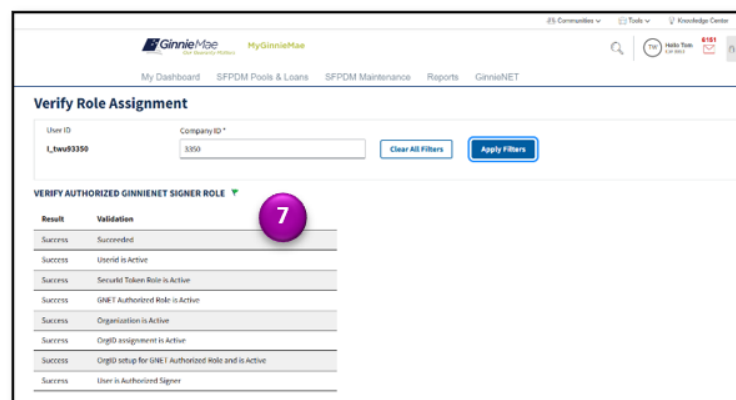 Communities Tools Knowledge Center
GinnieMae MyGinnieMae
Our Guaranty Matters
TW Hello Tom 6161
My Dashboard SFPDM Pools & Loans SFPDM Maintenance Reports GinnieNET
Verify Role Assignment
User ID Company ID *
I_twu93350 3350 Clear All Filters Apply Filters
VERIFY AUTHORIZED GINNIENET SIGNER ROLE
7
Result Validation
Success Succeeded
Success Userid is Active
Success SecurId Token Role is Active
Success GNET Authorized Role is Active
Success Organization is Active
Success OrgID assignment is Active
Success OrgID setup for GNET Authorized Role and is Active
Success User is Authorized Signer